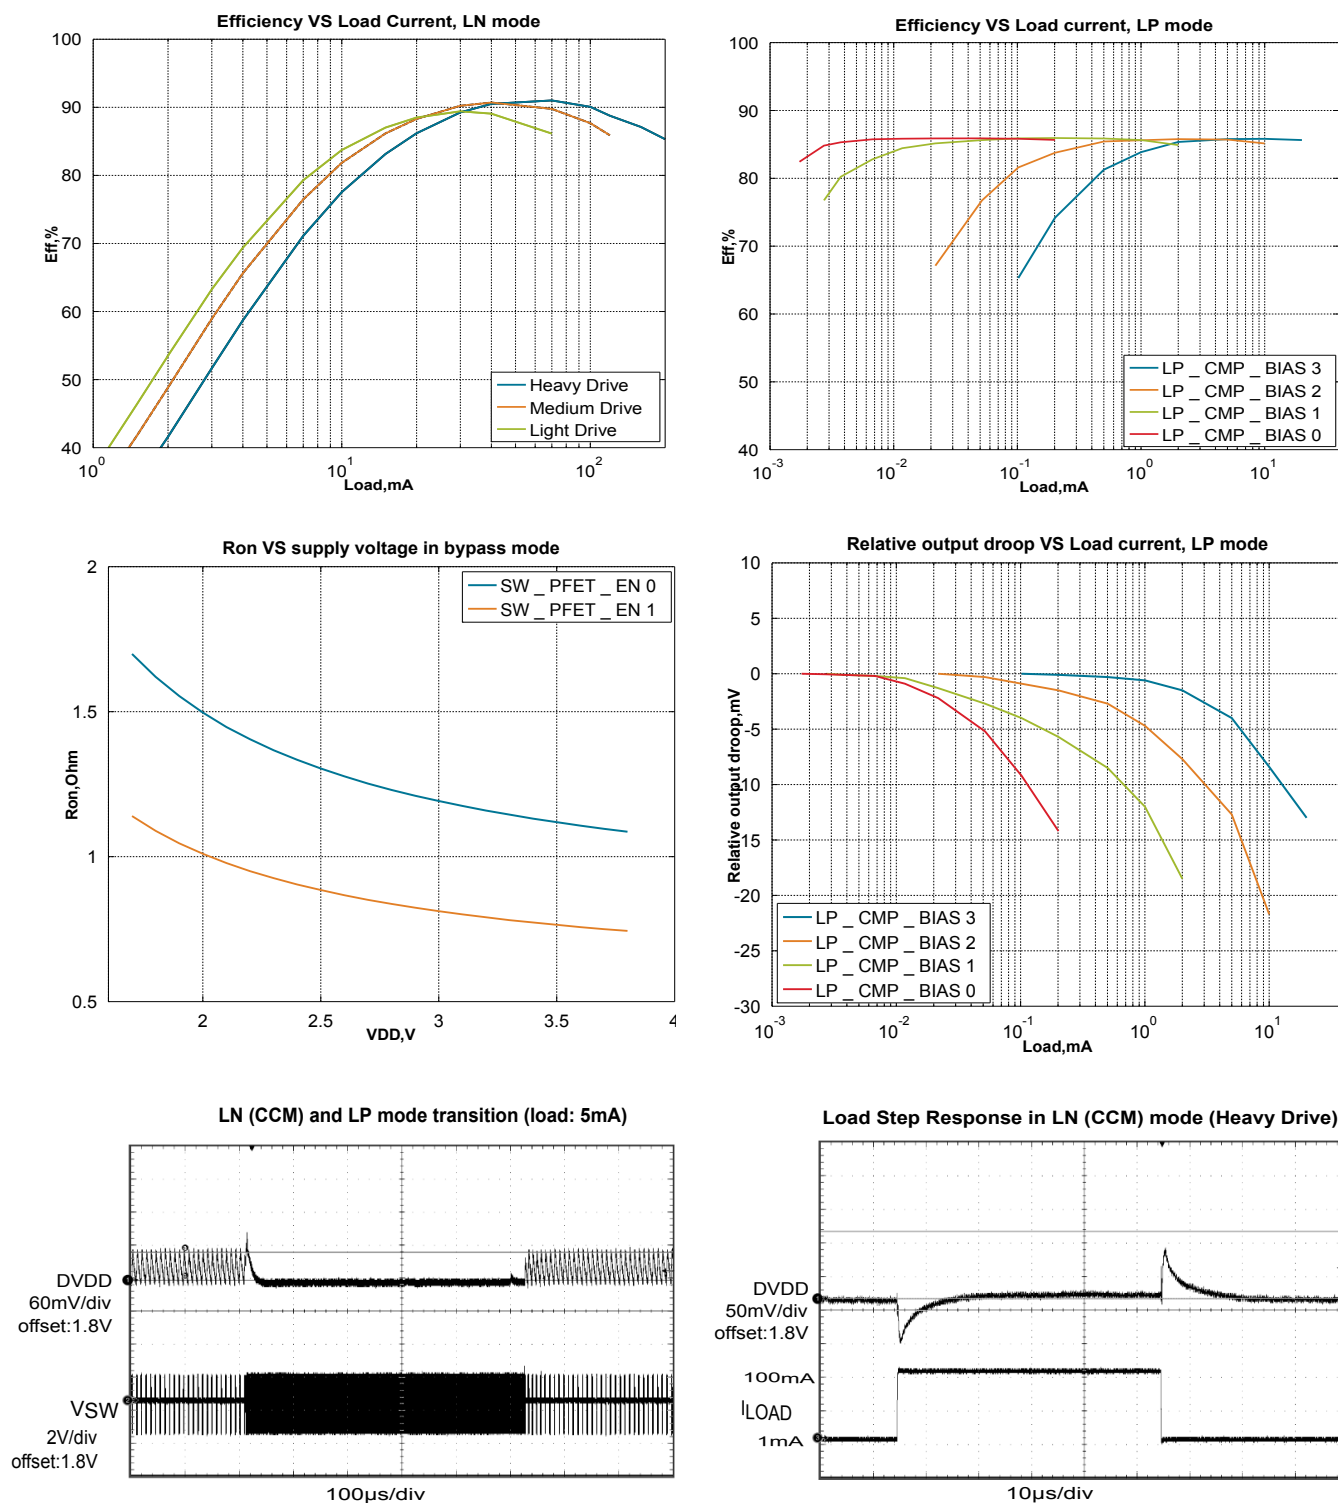 Efficiency VS Load Current, LN mode
100
90
80
70
60
50
40
Eff,%
Heavy Drive
Medium Drive
Light Drive
10^0
10^1
10^2
Load,mA
Efficiency VS Load current, LP mode
100
90
80
70
60
50
40
Eff,%
LP _ CMP _ BIAS 3
LP _ CMP _ BIAS 2
LP _ CMP _ BIAS 1
LP _ CMP _ BIAS 0
10^-3
10^-2
10^-1
10^0
10^1
Load,mA
Ron VS supply voltage in bypass mode
2
1.5
1
0.5
Ron,Ohm
SW _ PFET _ EN 0
SW _ PFET _ EN 1
2
2.5
3
3.5
4
VDD,V
Relative output droop VS Load current, LP mode
10
5
0
-5
-10
-15
-20
-25
-30
Relative output droop,mV
LP _ CMP _ BIAS 3
LP _ CMP _ BIAS 2
LP _ CMP _ BIAS 1
LP _ CMP _ BIAS 0
10^-3
10^-2
10^-1
10^0
10^1
Load,mA
LN (CCM) and LP mode transition (load: 5mA)
DVDD
60mV/div
offset:1.8V
VSW
2V/div
offset:1.8V
100μs/div
Load Step Response in LN (CCM) mode (Heavy Drive)
DVDD
50mV/div
offset:1.8V
100mA
ILOAD
1mA
10μs/div